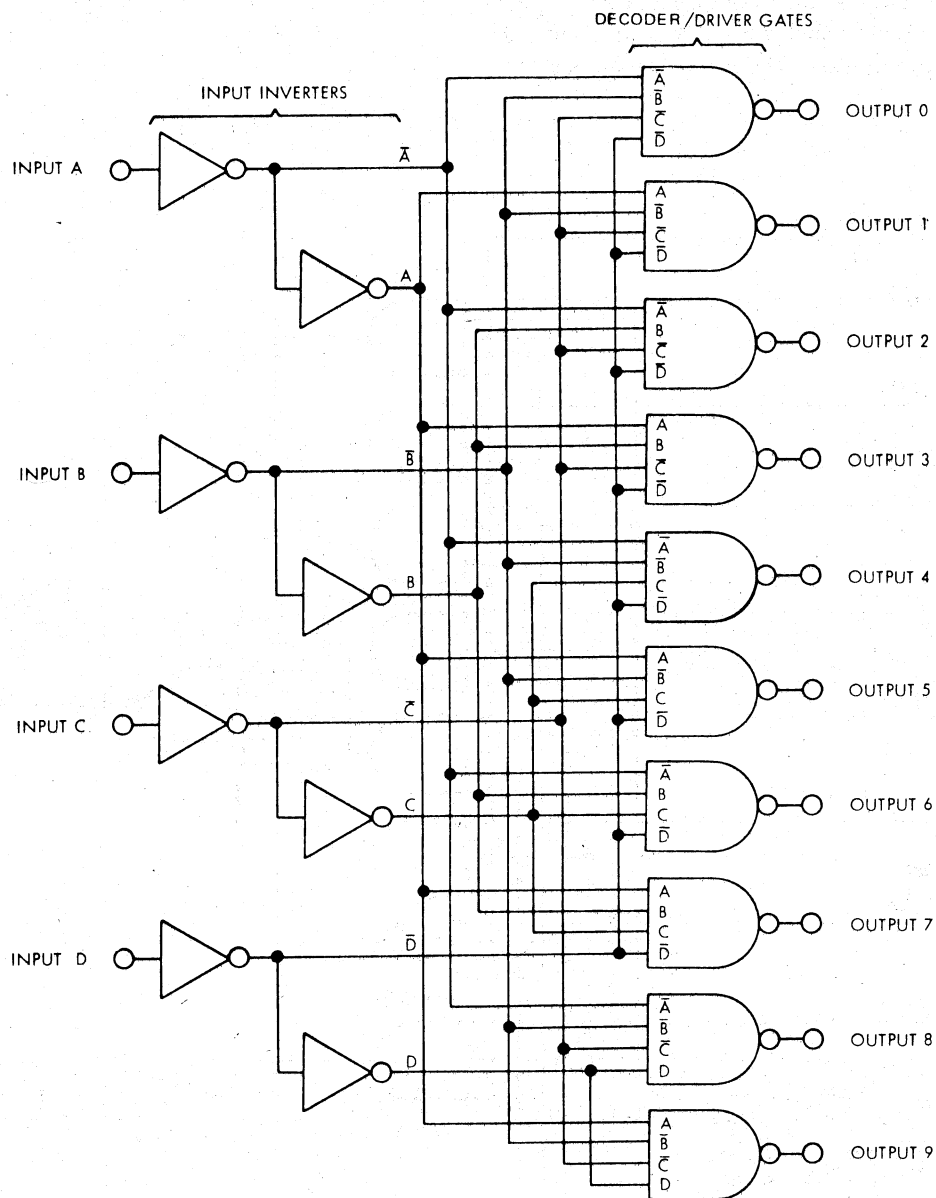 DECODER/DRIVER GATES
INPUT INVERTERS
A̅
B̅
C̅
D̅
OUTPUT 0
INPUT A
A̅
A
B̅
C̅
D̅
OUTPUT 1
A
A̅
B
C̅
D̅
OUTPUT 2
A
B
C̅
D̅
OUTPUT 3
INPUT B
B̅
A̅
B̅
C
D̅
OUTPUT 4
B
A
B̅
C
D̅
OUTPUT 5
INPUT C
C̅
A̅
B
C
D̅
OUTPUT 6
C
A
B
C
D̅
OUTPUT 7
INPUT D
D̅
A̅
B̅
C̅
D
OUTPUT 8
D
A
B̅
C̅
D
OUTPUT 9